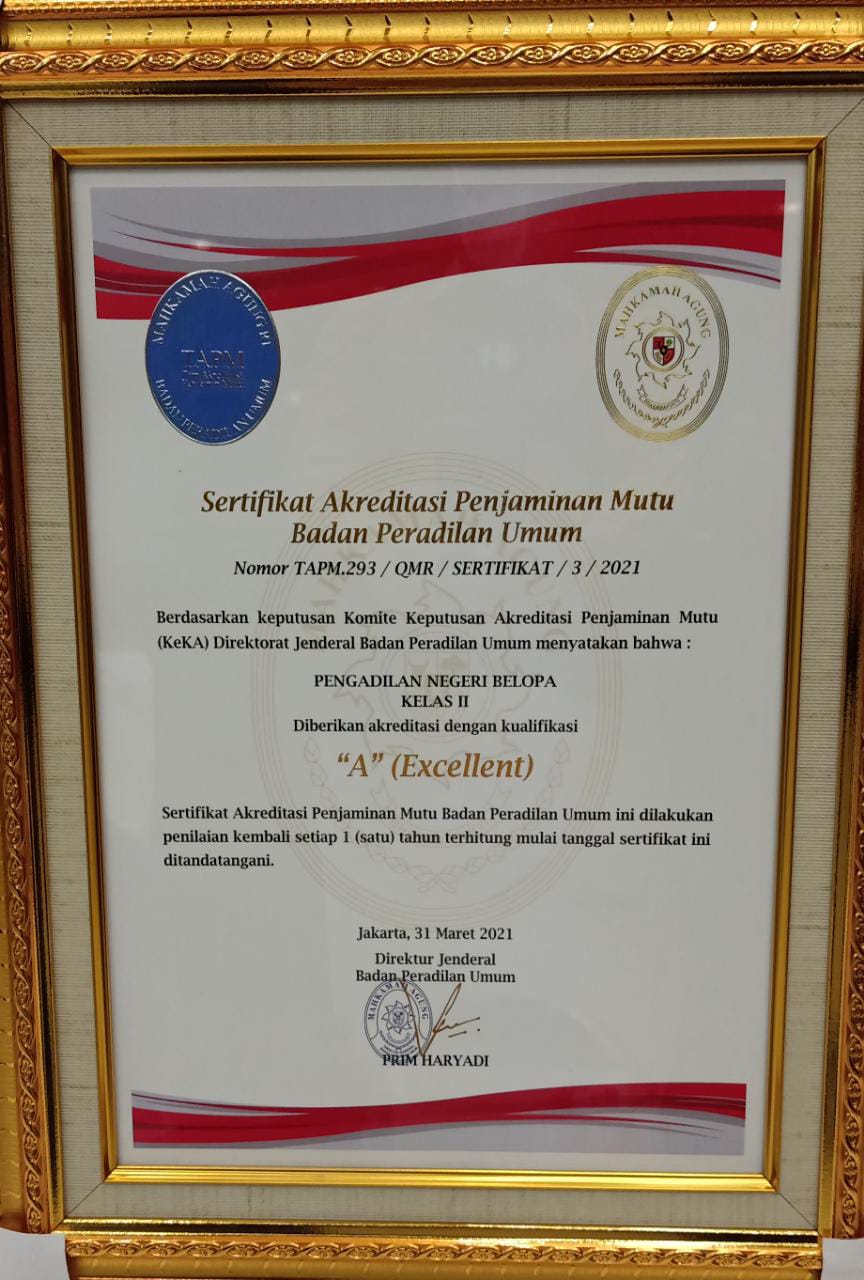 MAHKAMAH AGUNG RI
TAPM
BADAN PERADILAN UMUM
MAHKAMAH AGUNG
Sertifikat Akreditasi Penjaminan Mutu
Badan Peradilan Umum
Nomor TAPM.293 / QMR / SERTIFIKAT / 3 / 2021
Berdasarkan keputusan Komite Keputusan Akreditasi Penjaminan Mutu
(KeKA) Direktorat Jenderal Badan Peradilan Umum menyatakan bahwa :
PENGADILAN NEGERI BELOPA
KELAS II
Diberikan akreditasi dengan kualifikasi
“A” (Excellent)
Sertifikat Akreditasi Penjaminan Mutu Badan Peradilan Umum ini dilakukan
penilaian kembali setiap 1 (satu) tahun terhitung mulai tanggal sertifikat ini
ditandatangani.
Jakarta, 31 Maret 2021
Direktur Jenderal
Badan Peradilan Umum
MAHKAMAH AGUNG
PRIM HARYADI